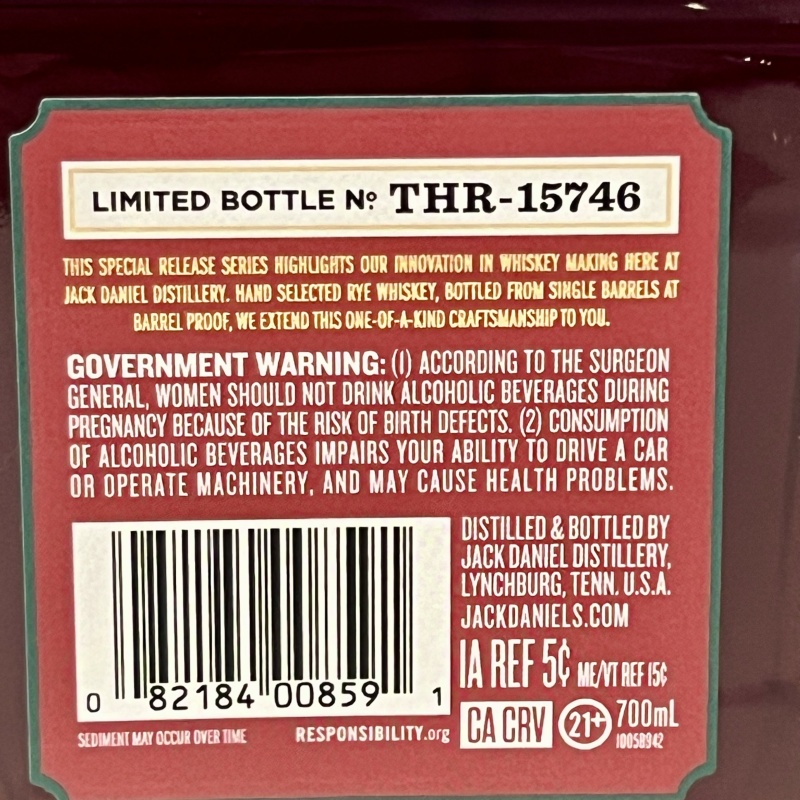 LIMITED BOTTLE Nº THR-15746
THIS SPECIAL RELEASE SERIES HIGHLIGHTS OUR INNOVATION IN WHISKEY MAKING HERE AT
JACK DANIEL DISTILLERY. HAND SELECTED RYE WHISKEY, BOTTLED FROM SINGLE BARRELS AT
BARREL PROOF, WE EXTEND THIS ONE-OF-A-KIND CRAFTSMANSHIP TO YOU.
GOVERNMENT WARNING: (1) ACCORDING TO THE SURGEON
GENERAL, WOMEN SHOULD NOT DRINK ALCOHOLIC BEVERAGES DURING
PREGNANCY BECAUSE OF THE RISK OF BIRTH DEFECTS. (2) CONSUMPTION
OF ALCOHOLIC BEVERAGES IMPAIRS YOUR ABILITY TO DRIVE A CAR
OR OPERATE MACHINERY, AND MAY CAUSE HEALTH PROBLEMS.
0 82184 00859 1
SEDIMENT MAY OCCUR OVER TIME
RESPONSIBILITY.org
DISTILLED & BOTTLED BY
JACK DANIEL DISTILLERY,
LYNCHBURG, TENN. U.S.A.
JACKDANIELS.COM
IA REF 5¢ ME/VT REF 15¢
CA CRV 21+ 700mL
10058942